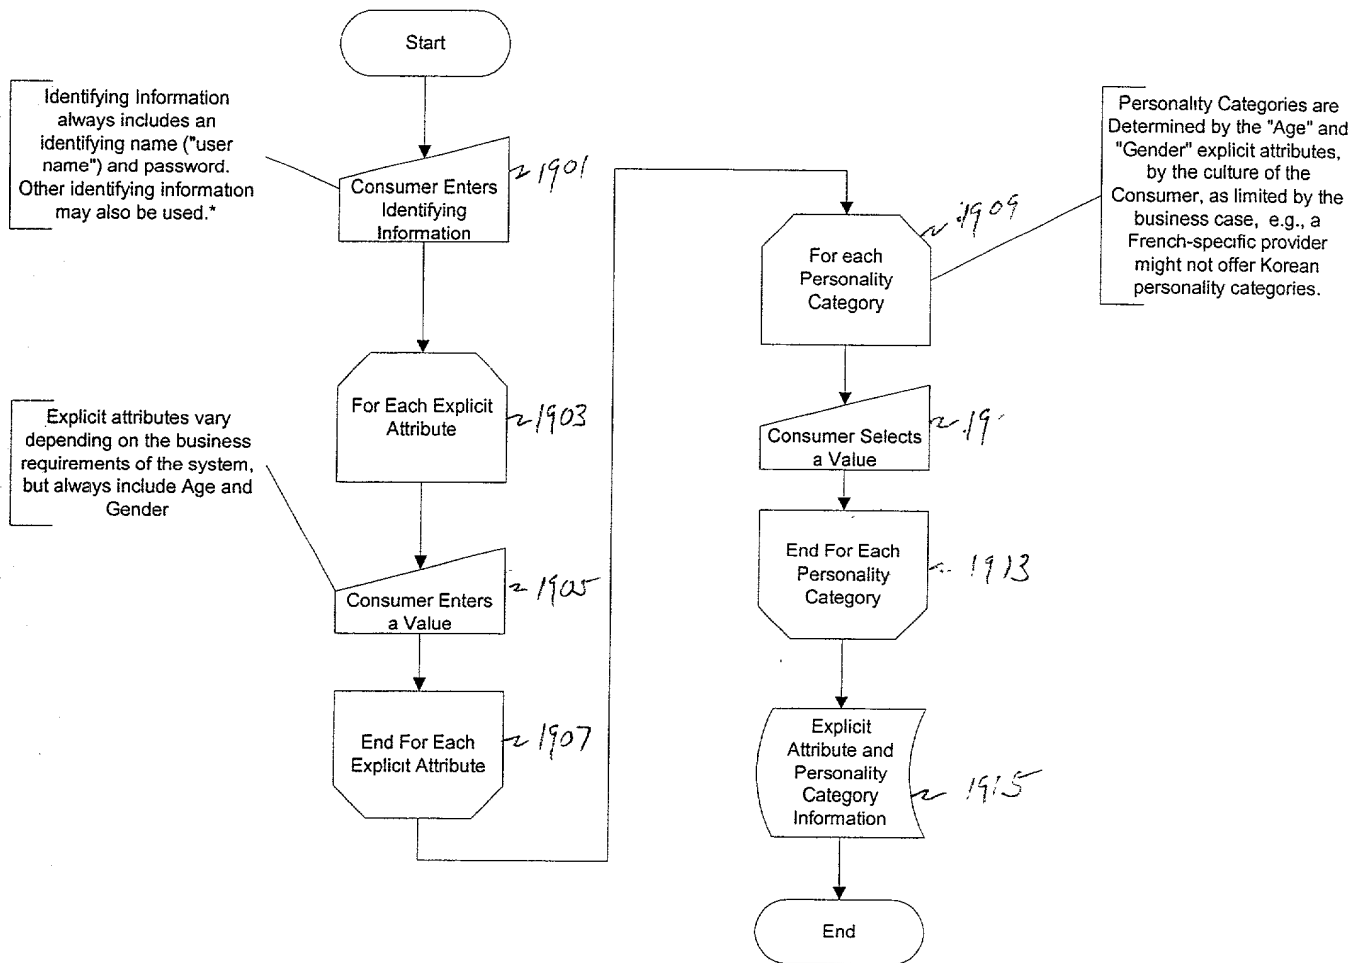 Start
Identifying Information
always includes an
identifying name ("user
name") and password.
Other identifying information
may also be used.*
Consumer Enters
Identifying
Information
1901
For Each Explicit
Attribute
1903
Explicit attributes vary
depending on the business
requirements of the system,
but always include Age and
Gender
Consumer Enters
a Value
1905
End For Each
Explicit Attribute
1907
For each
Personality
Category
1909
Personality Categories are
Determined by the "Age" and
"Gender" explicit attributes,
by the culture of the
Consumer, as limited by the
business case, e.g., a
French-specific provider
might not offer Korean
personality categories.
Consumer Selects
a Value
End For Each
Personality
Category
1913
Explicit
Attribute and
Personality
Category
Information
1915
End